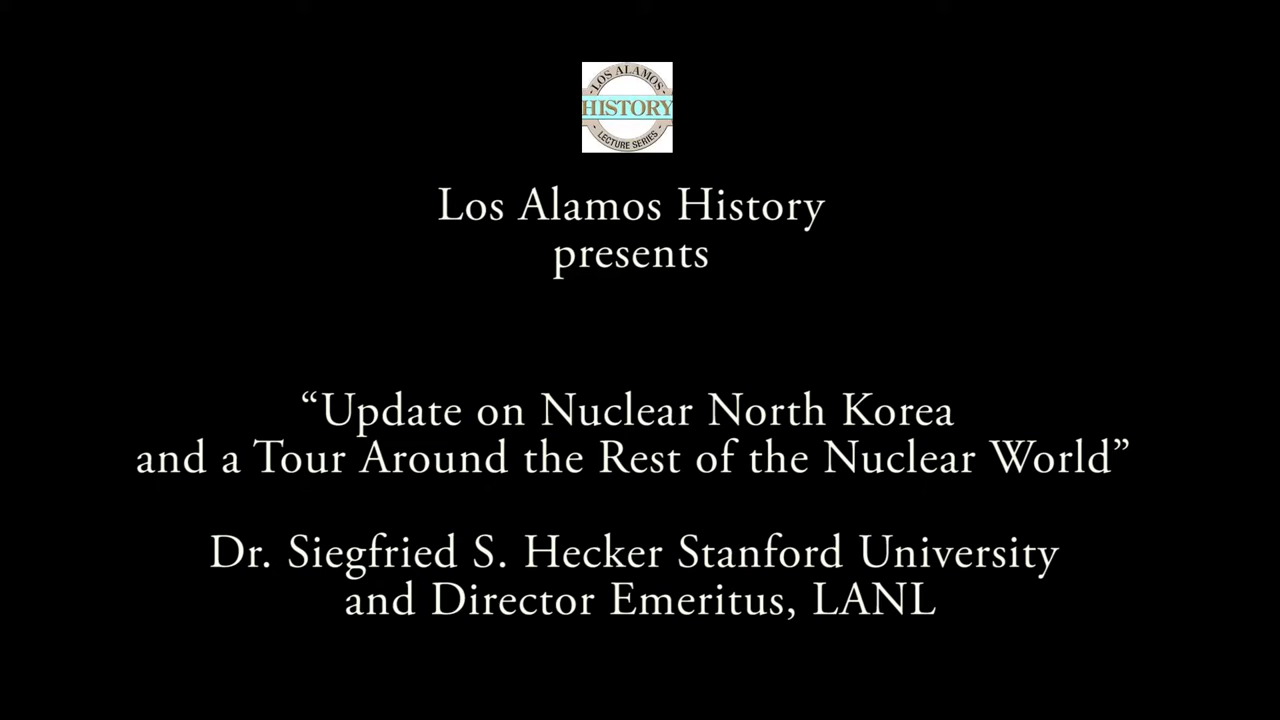 LOS ALAMOS
HISTORY
LECTURE SERIES
Los Alamos History
presents
“Update on Nuclear North Korea
and a Tour Around the Rest of the Nuclear World”
Dr. Siegfried S. Hecker Stanford University
and Director Emeritus, LANL